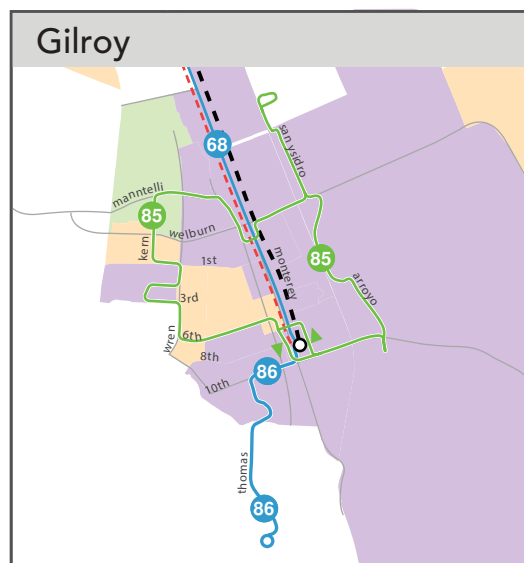 Gilroy
san ysidro
68
manntelli
85
kern
welburn
1st
monterey
85
arroyo
3rd
wren
6th
8th
86
10th
thomas
86